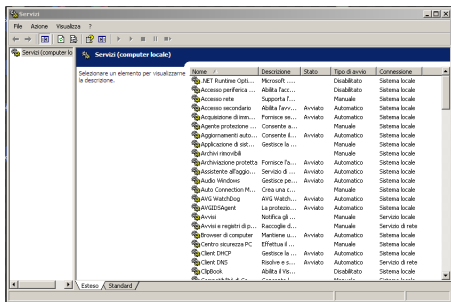 Servizi
File Azione Visualizza ?
Servizi (computer lo
Servizi (computer locale)
Selezionare un elemento per visualizzarne la descrizione.
Nome Descrizione Stato Tipo di avvio Connessione
.NET Runtime Opti... Microsoft .... Disabilitato Sistema locale
Accesso periferica ... Abilita l'acc... Disabilitato Sistema locale
Accesso rete Supporta l'... Manuale Sistema locale
Accesso secondario Abilita l'avv... Avviato Automatico Sistema locale
Acquisizione di imm... Fornisce se... Avviato Automatico Sistema locale
Agente protezione ... Consente a... Manuale Sistema locale
Aggiornamenti auto... Consente il... Avviato Automatico Sistema locale
Applicazione di sist... Gestisce la ... Manuale Sistema locale
Archivi rimovibili Manuale Sistema locale
Archiviazione protetta Fornisce l'a... Avviato Automatico Sistema locale
Assistente all'aggio... Servizio di ... Avviato Automatico Sistema locale
Audio Windows Gestisce pe... Avviato Automatico Sistema locale
Auto Connection M... Crea una c... Manuale Sistema locale
AVG WatchDog AVG Watch... Avviato Automatico Sistema locale
AVGIDSAgent La protezio... Avviato Automatico Sistema locale
Avvisi Notifica gli ... Manuale Servizio locale
Avvisi e registri di p... Raccoglie d... Manuale Servizio di rete
Browser di computer Mantiene u... Avviato Automatico Sistema locale
Centro sicurezza PC Effettua il ... Manuale Sistema locale
Client DHCP Gestisce la ... Avviato Automatico Sistema locale
Client DNS Risolve e s... Avviato Automatico Servizio di rete
ClipBook Abilita il Vis... Disabilitato Sistema locale
Esteso Standard